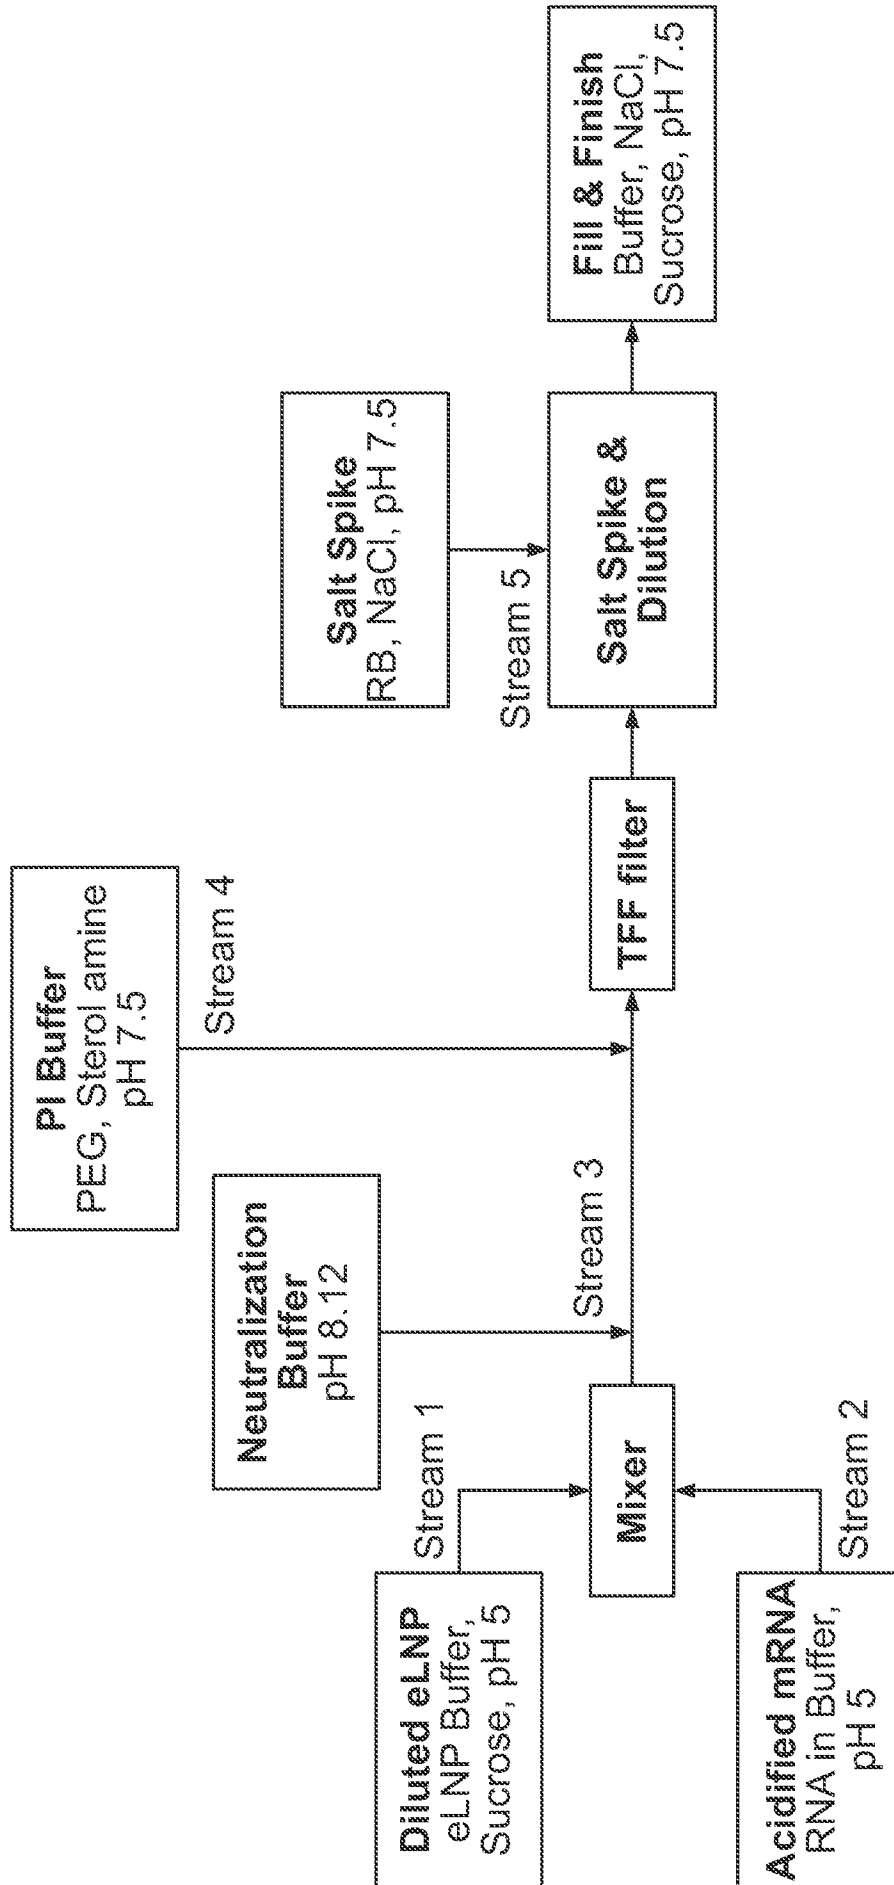 Diluted eLNP
eLNP Buffer,
Sucrose, pH 5
Stream 1
Acidified mRNA
RNA in Buffer,
pH 5
Stream 2
Mixer
Neutralization
Buffer
pH 8.12
Stream 3
PI Buffer
PEG, Sterol amine
pH 7.5
Stream 4
TFF filter
Salt Spike
RB, NaCl, pH 7.5
Stream 5
Salt Spike &
Dilution
Fill & Finish
Buffer, NaCl,
Sucrose, pH 7.5